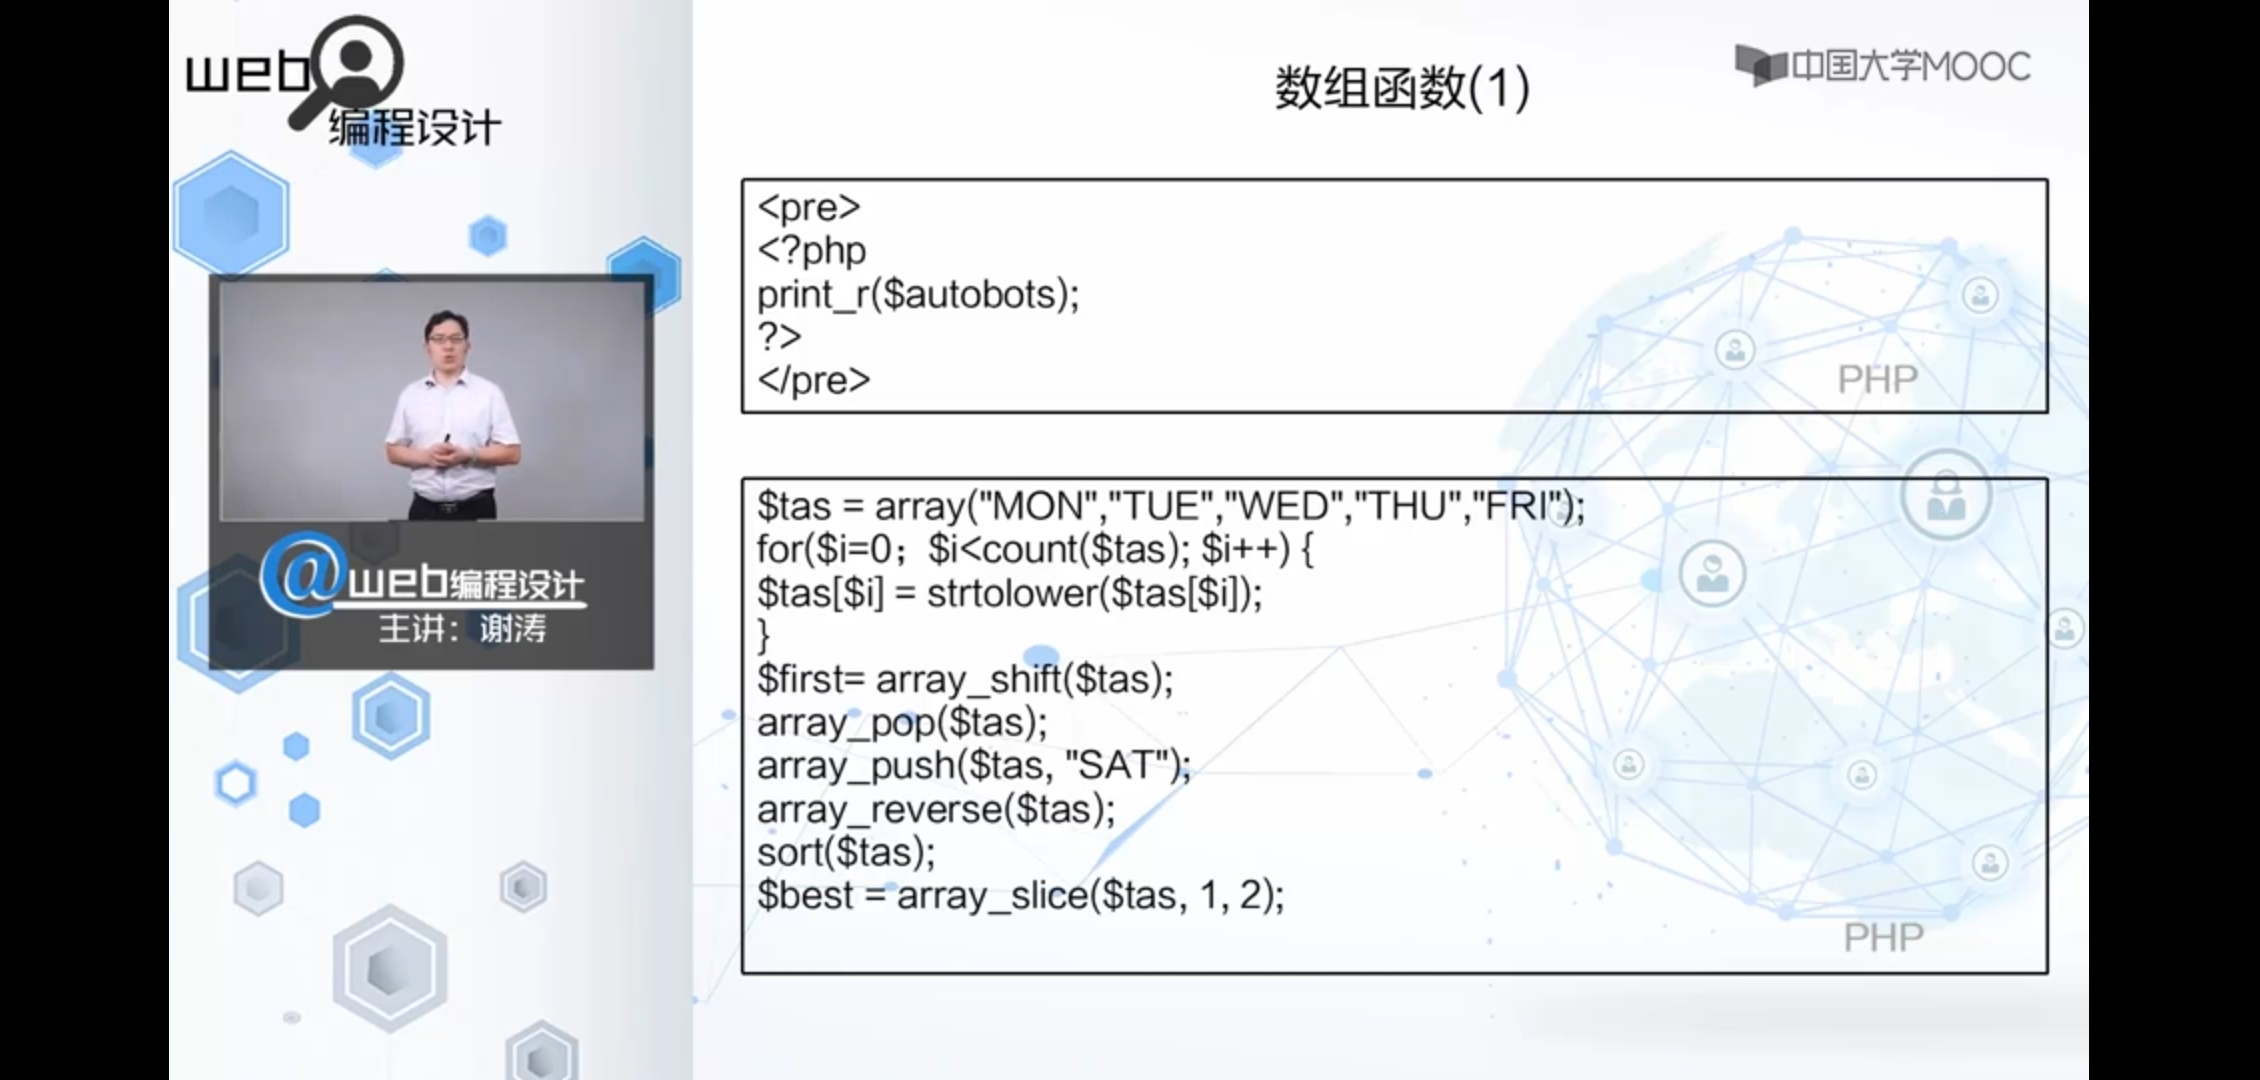 web
编程设计
中国大学MOOC
数组函数(1)
<pre>
<?php
print_r($autobots);
?>
</pre>
PHP
$tas = array("MON","TUE","WED","THU","FRI");
for($i=0；$i<count($tas); $i++) {
$tas[$i] = strtolower($tas[$i]);
}
$first= array_shift($tas);
array_pop($tas);
array_push($tas, "SAT");
array_reverse($tas);
sort($tas);
$best = array_slice($tas, 1, 2);
PHP
@web编程设计
主讲：谢涛